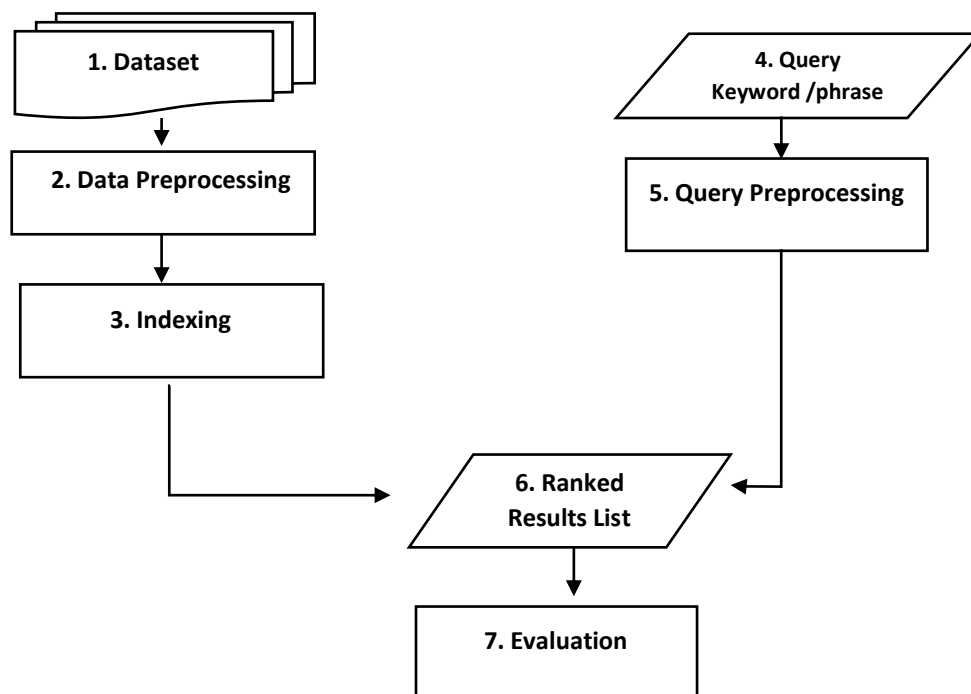 1. Dataset
2. Data Preprocessing
3. Indexing
4. Query
Keyword /phrase
5. Query Preprocessing
6. Ranked
Results List
7. Evaluation